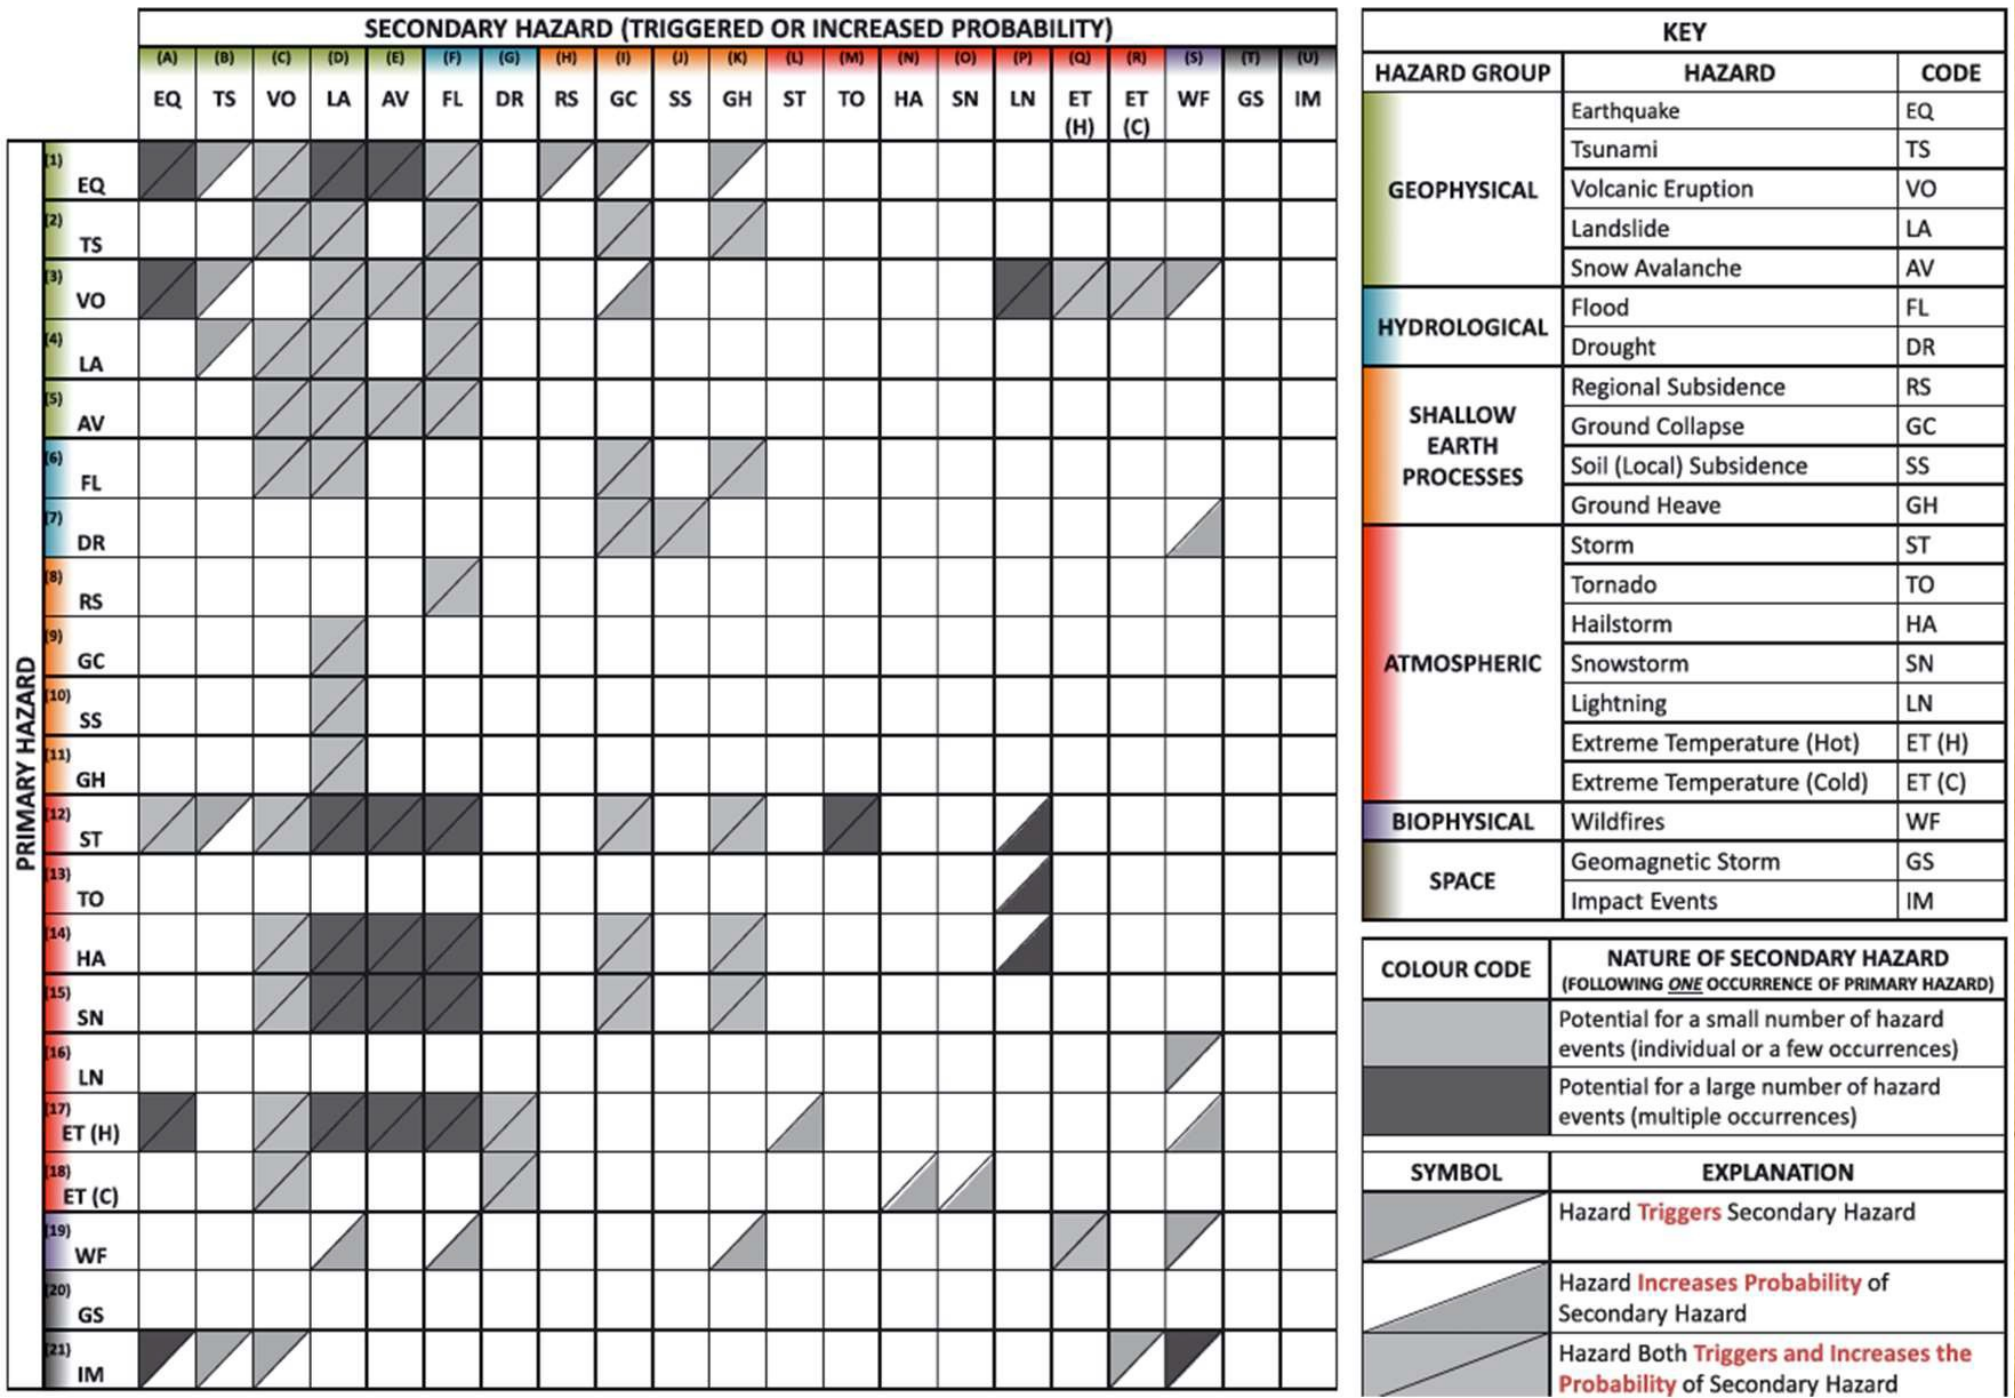 SECONDARY HAZARD (TRIGGERED OR INCREASED PROBABILITY)
(A) (B) (C) (D) (E) (F) (G) (H) (I) (J) (K) (L) (M) (N) (O) (P) (Q) (R) (S) (T) (U)
EQ TS VO LA AV FL DR RS GC SS GH ST TO HA SN LN ET (H) ET (C) WF GS IM
PRIMARY HAZARD
(1) EQ
(2) TS
(3) VO
(4) LA
(5) AV
(6) FL
(7) DR
(8) RS
(9) GC
(10) SS
(11) GH
(12) ST
(13) TO
(14) HA
(15) SN
(16) LN
(17) ET (H)
(18) ET (C)
(19) WF
(20) GS
(21) IM
KEY
HAZARD GROUP HAZARD CODE
GEOPHYSICAL
Earthquake EQ
Tsunami TS
Volcanic Eruption VO
Landslide LA
Snow Avalanche AV
HYDROLOGICAL
Flood FL
Drought DR
SHALLOW
EARTH
PROCESSES
Regional Subsidence RS
Ground Collapse GC
Soil (Local) Subsidence SS
Ground Heave GH
ATMOSPHERIC
Storm ST
Tornado TO
Hailstorm HA
Snowstorm SN
Lightning LN
Extreme Temperature (Hot) ET (H)
Extreme Temperature (Cold) ET (C)
BIOPHYSICAL
Wildfires WF
SPACE
Geomagnetic Storm GS
Impact Events IM
COLOUR CODE
NATURE OF SECONDARY HAZARD
(FOLLOWING ONE OCCURRENCE OF PRIMARY HAZARD)
Potential for a small number of hazard
events (individual or a few occurrences)
Potential for a large number of hazard
events (multiple occurrences)
SYMBOL EXPLANATION
Hazard Triggers Secondary Hazard
Hazard Increases Probability of
Secondary Hazard
Hazard Both Triggers and Increases the
Probability of Secondary Hazard